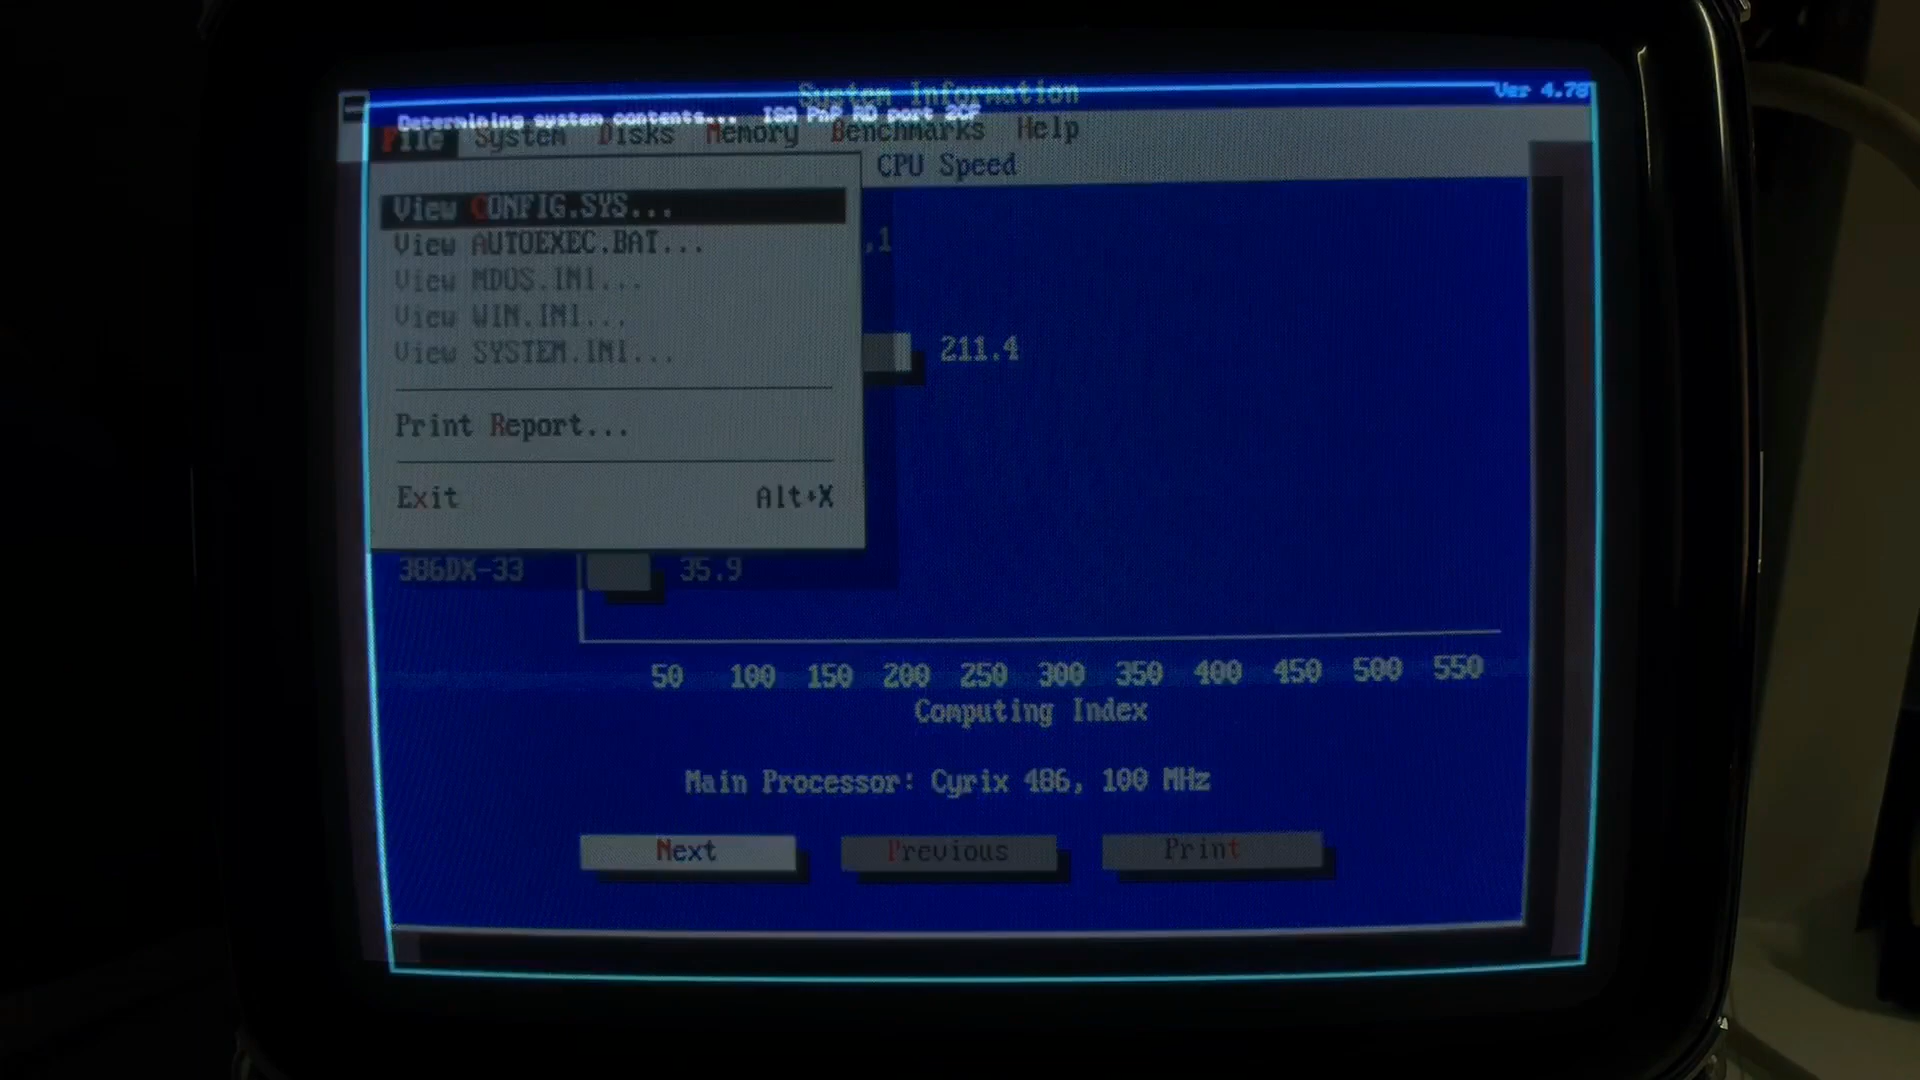 System Information
Ver 4.78
Determining system contents... ISA PnP RD port 2CF
File System Disks Memory Benchmarks Help
CPU Speed
View CONFIG.SYS...
View AUTOEXEC.BAT...
.1
View MDOS.INI...
View WIN.INI...
View SYSTEM.INI...
211.4
Print Report...
Exit Alt+X
386DX-33 35.9
50 100 150 200 250 300 350 400 450 500 550
Computing Index
Main Processor: Cyrix 486, 100 MHz
Next Previous Print